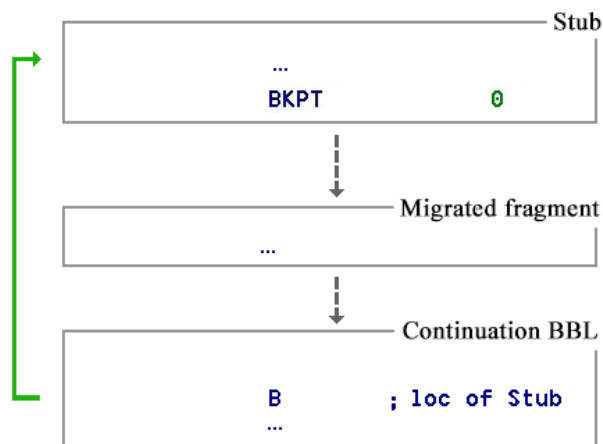 Stub
...
BKPT 0
Migrated fragment
...
Continuation BBL
B ; loc of Stub
...